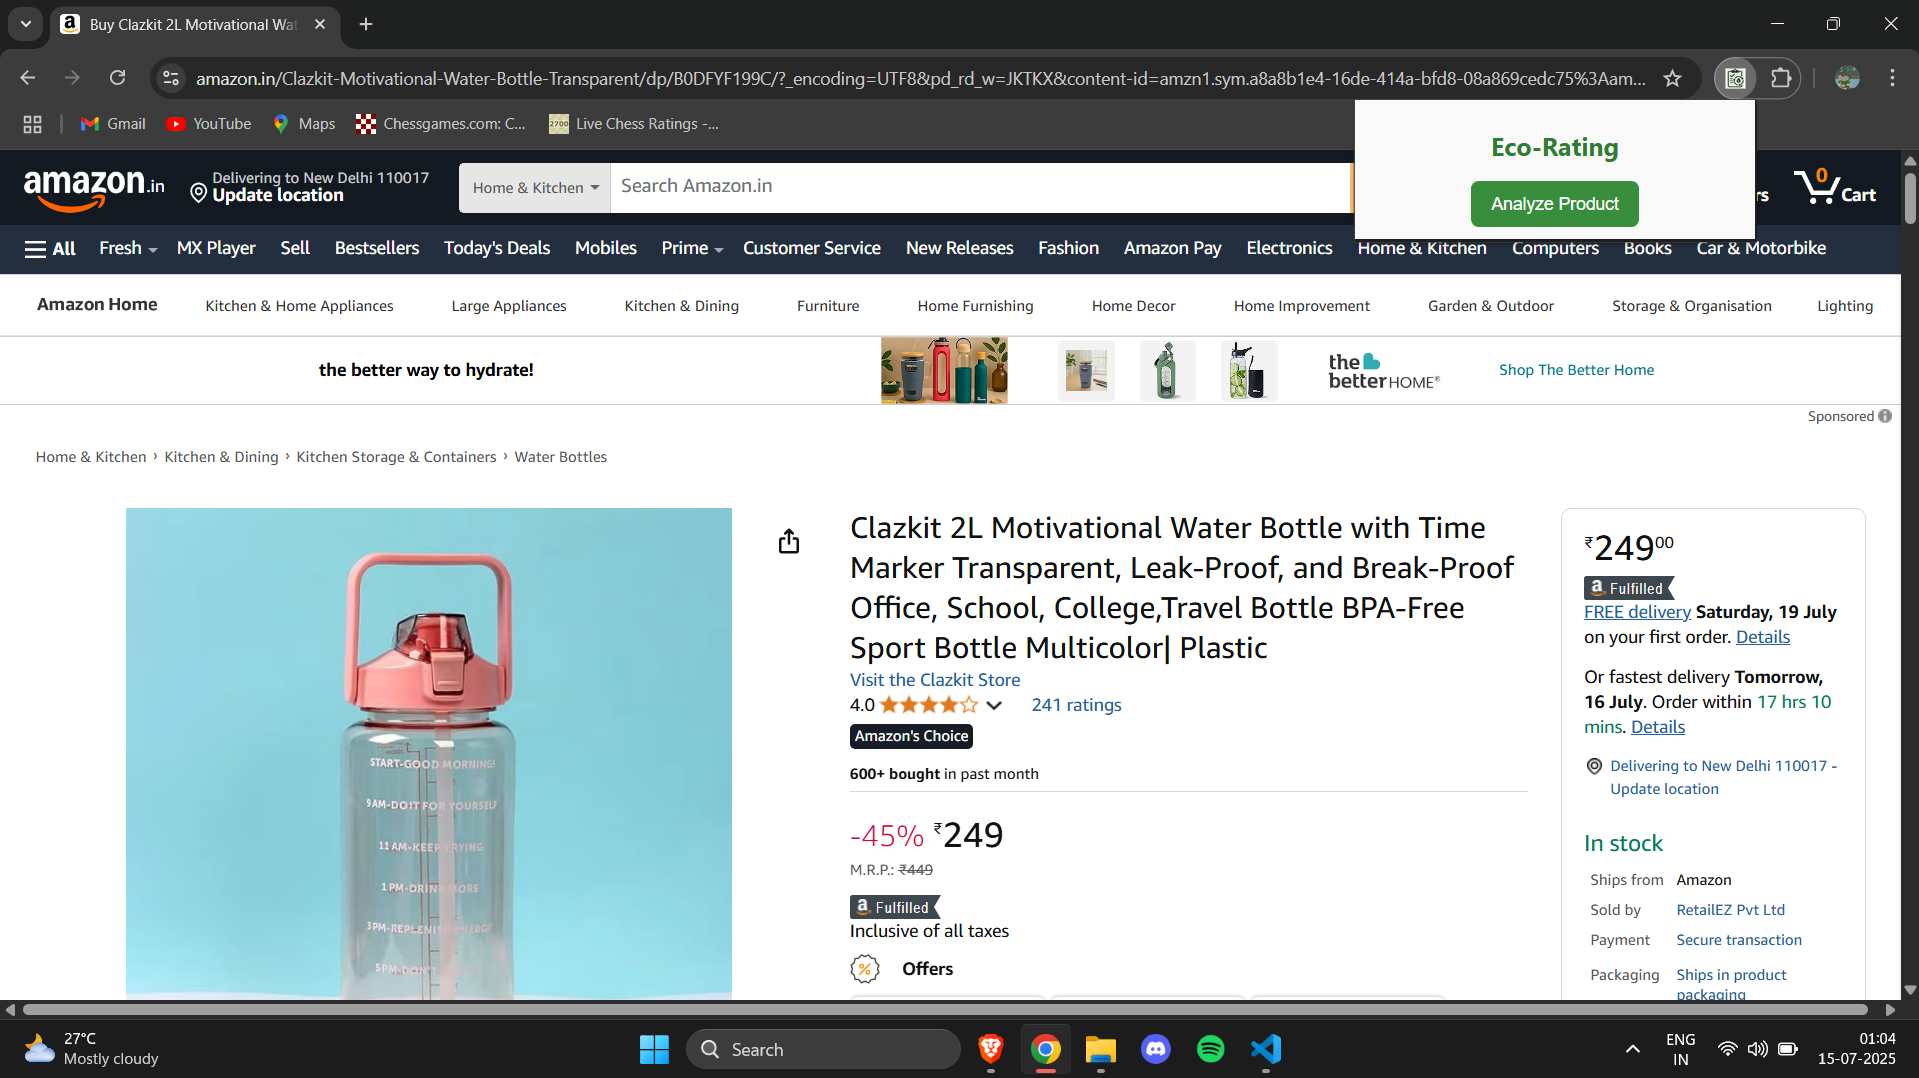 Buy Clazkit 2L Motivational Wat
amazon.in/Clazkit-Motivational-Water-Bottle-Transparent/dp/B0DFYF199C/?_encoding=UTF8&pd_rd_w=JKTKX&content-id=amzn1.sym.a8a8b1e4-16de-414a-bfd8-08a869cedc75%3Aam...
Gmail
YouTube
Maps
Chessgames.com: C...
2700
Live Chess Ratings -...
Eco-Rating
Analyze Product
amazon.in
Delivering to New Delhi 110017
Update location
Home & Kitchen
Search Amazon.in
rs
0
Cart
All
Fresh
MX Player
Sell
Bestsellers
Today's Deals
Mobiles
Prime
Customer Service
New Releases
Fashion
Amazon Pay
Electronics
Home & Kitchen
Computers
Books
Car & Motorbike
Amazon Home
Kitchen & Home Appliances
Large Appliances
Kitchen & Dining
Furniture
Home Furnishing
Home Decor
Home Improvement
Garden & Outdoor
Storage & Organisation
Lighting
the better way to hydrate!
the
better HOME®
Shop The Better Home
Sponsored
Home & Kitchen › Kitchen & Dining › Kitchen Storage & Containers › Water Bottles
START-GOOD MORNING!
9AM-DO IT FOR YOURSELF
11AM-KEEP TRYING
1PM-DRINK MORE
3PM-REPLENISH ENERGY
5PM-DON'T
Clazkit 2L Motivational Water Bottle with Time
Marker Transparent, Leak-Proof, and Break-Proof
Office, School, College,Travel Bottle BPA-Free
Sport Bottle Multicolor| Plastic
Visit the Clazkit Store
4.0
241 ratings
Amazon's Choice
600+ bought in past month
-45% ₹249
M.R.P.: ₹449
a Fulfilled
Inclusive of all taxes
%
Offers
₹24900
a Fulfilled
FREE delivery Saturday, 19 July
on your first order. Details
Or fastest delivery Tomorrow,
16 July. Order within 17 hrs 10
mins. Details
Delivering to New Delhi 110017 -
Update location
In stock
Ships from Amazon
Sold by RetailEZ Pvt Ltd
Payment Secure transaction
Packaging Ships in product
packaging
27°C
Mostly cloudy
Search
ENG
IN
01:04
15-07-2025